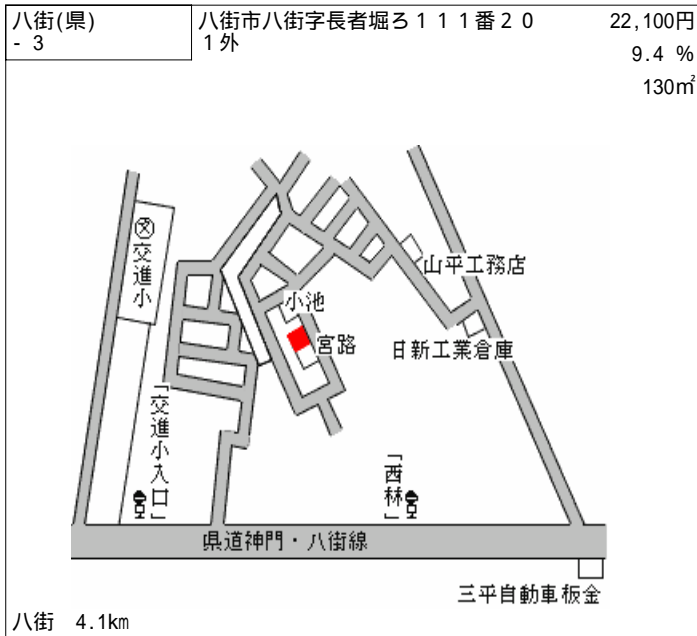 八街(県)
- 3
八街市八街字長者堀ろ１１１番２０
１外
22,100円
9.4 %
130㎡
文
交進小
山平工務店
小池
宮路
日新工業倉庫
「交進小入口」
「西林」
県道神門・八街線
三平自動車板金
八街 4.1km